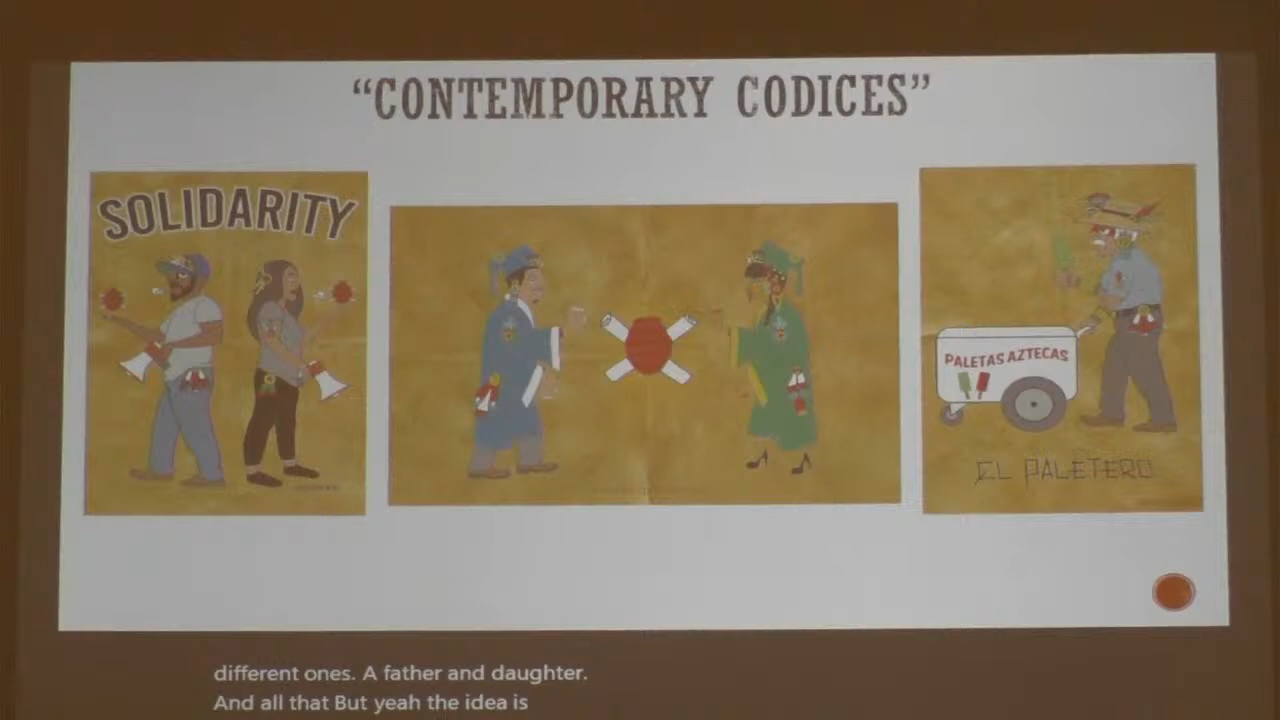 “CONTEMPORARY CODICES”
SOLIDARITY
PALETAS AZTECAS
EL PALETERO
different ones. A father and daughter.
And all that But yeah the idea is